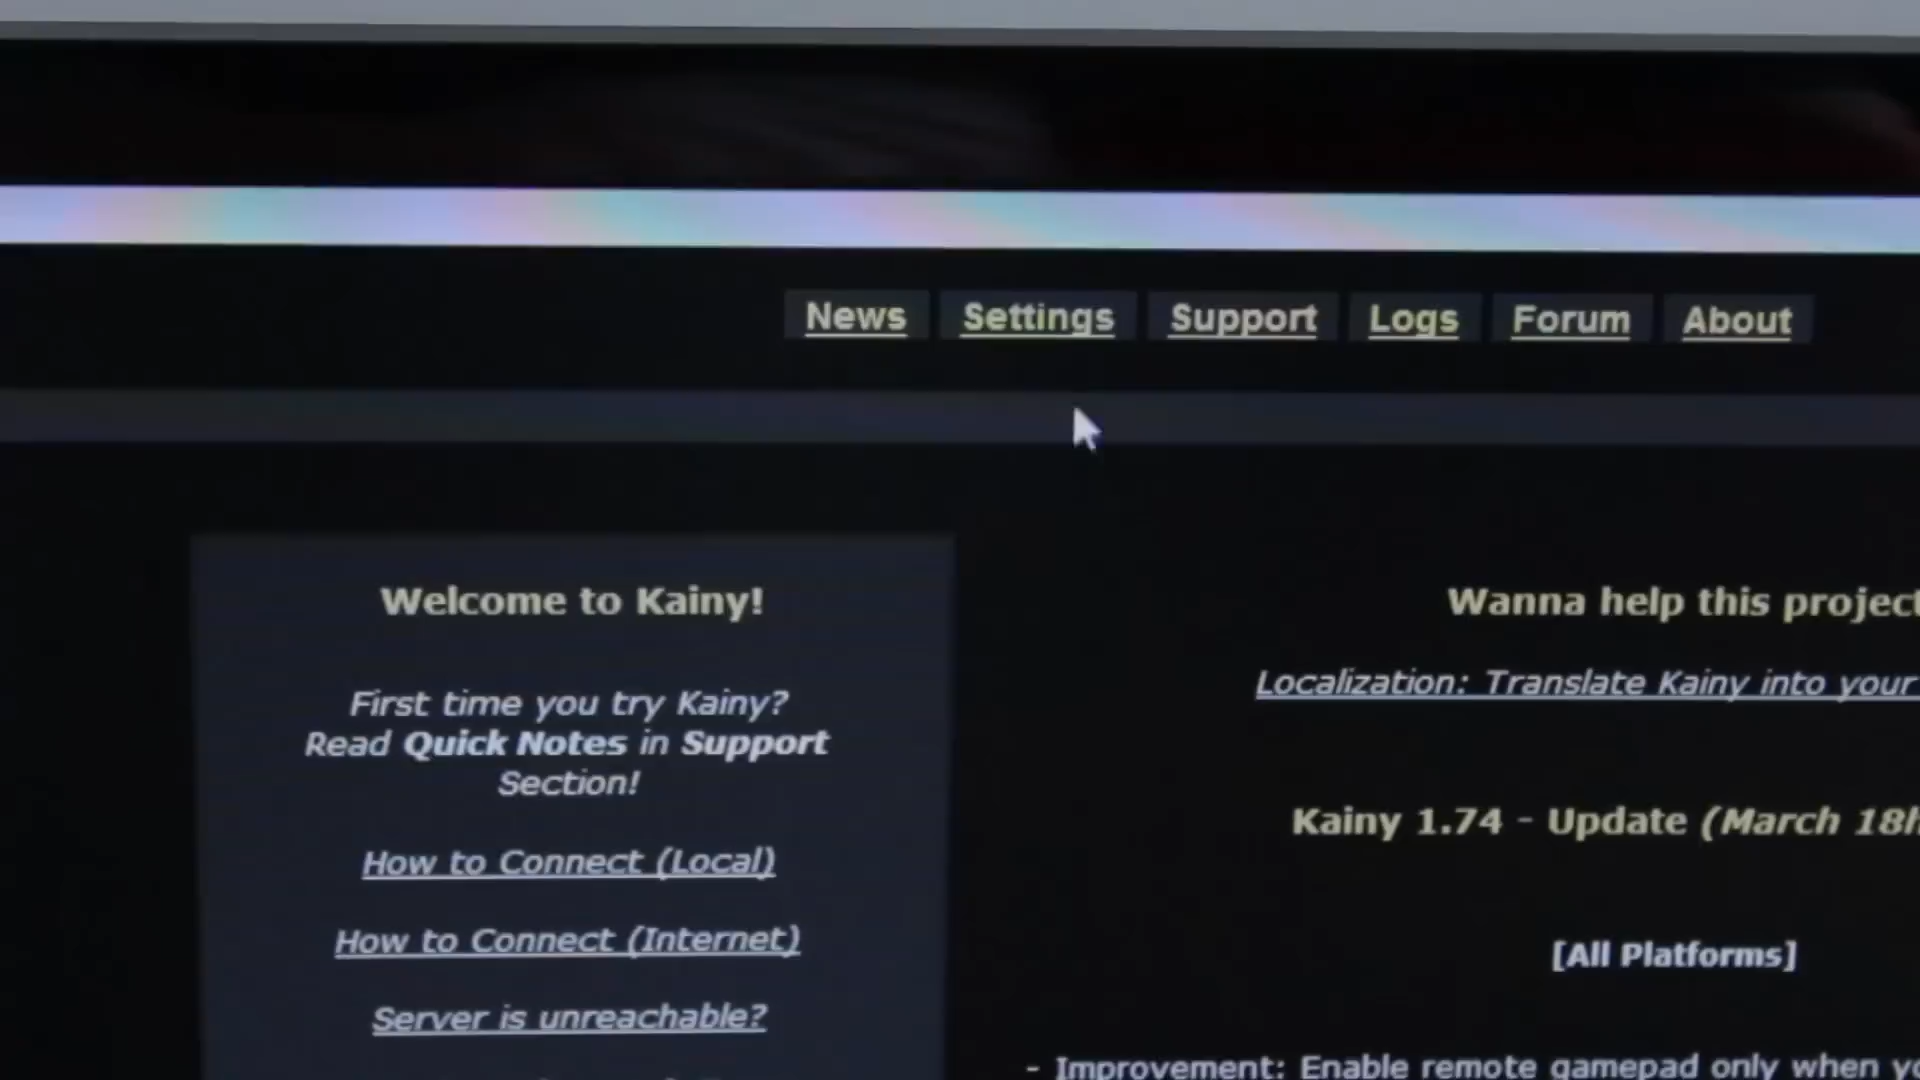 News Settings Support Logs Forum About
Welcome to Kainy!
First time you try Kainy?
Read Quick Notes in Support
Section!
How to Connect (Local)
How to Connect (Internet)
Server is unreachable?
Wanna help this project
Localization: Translate Kainy into your
Kainy 1.74 - Update (March 18h
[All Platforms]
- Improvement: Enable remote gamepad only when